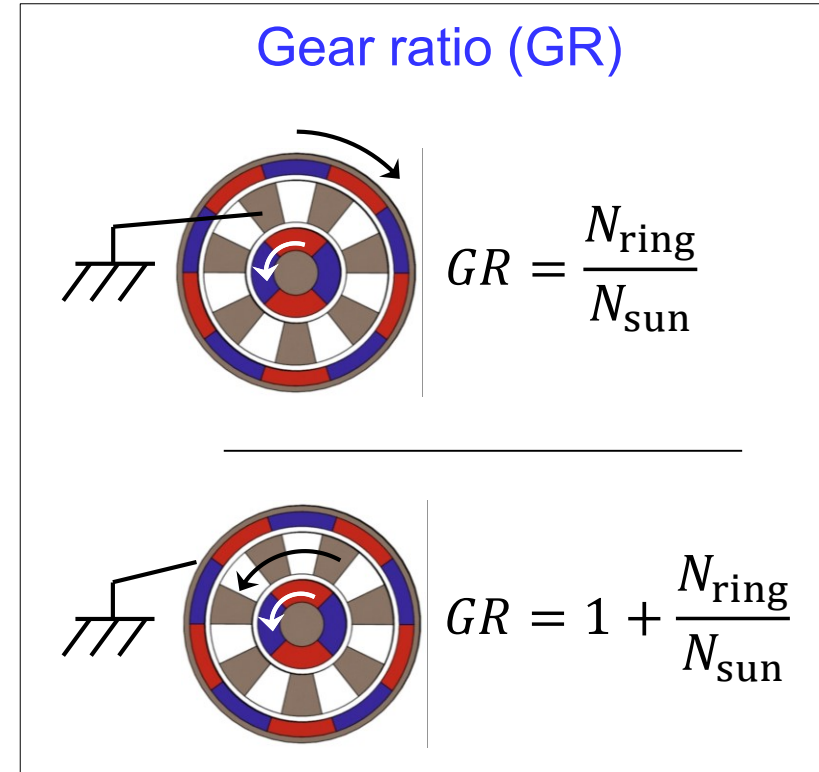 Gear ratio (GR)
GR = N_ring / N_sun
GR = 1 + N_ring / N_sun